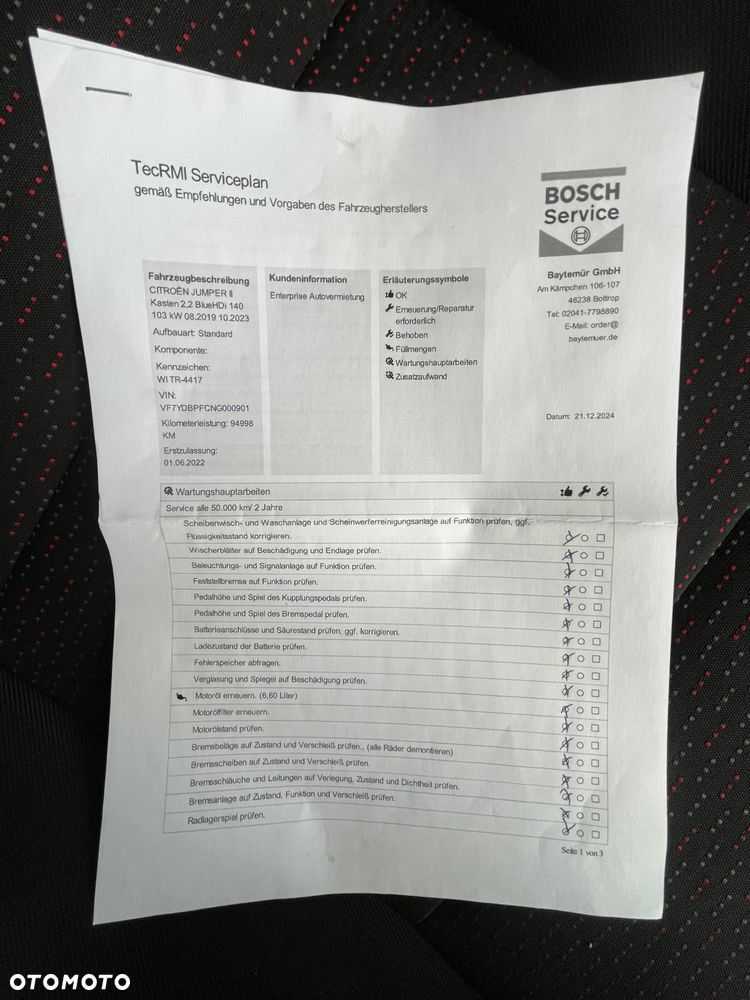 TecRMI Serviceplan
gemäß Empfehlungen und Vorgaben des Fahrzeugherstellers
BOSCH
Service
Baytemür GmbH
Am Kämpchen 106-107
46238 Bottrop
Tel: 02041-7798890
E-Mail: order@
baytemuer.de
Datum: 21.12.2024
Fahrzeugbeschreibung
CITROËN JUMPER II
Kasten 2,2 BlueHDi 140
103 kW 08.2019 10.2023
Aufbauart: Standard
Komponente:
Kennzeichen:
WI TR-4417
VIN:
VF7YDBPFCNG000901
Kilometerleistung: 94998
KM
Erstzulassung:
01.06.2022
Kundeninformation
Enterprise Autovermietung
Erläuterungssymbole
OK
Erneuerung/Reparatur
erforderlich
Behoben
Füllmengen
Wartungshauptarbeiten
Zusatzaufwand
Wartungshauptarbeiten
Service alle 50.000 km/ 2 Jahre
Scheibenwisch- und Waschanlage und Scheinwerferreinigungsanlage auf Funktion prüfen, ggf.
Flüssigkeitsstand korrigieren.
Wischerblätter auf Beschädigung und Endlage prüfen.
Beleuchtungs- und Signalanlage auf Funktion prüfen.
Feststellbremse auf Funktion prüfen.
Pedalhöhe und Spiel des Kupplungspedals prüfen.
Pedalhöhe und Spiel des Bremspedal prüfen.
Batterieanschlüsse und Säurestand prüfen, ggf. korrigieren.
Ladezustand der Batterie prüfen.
Fehlerspeicher abfragen.
Verglasung und Spiegel auf Beschädigung prüfen.
Motoröl erneuern. (6,60 Liter)
Motorölfilter erneuern.
Motorölstand prüfen.
Bremsbeläge auf Zustand und Verschleiß prüfen., (alle Räder demontieren)
Bremsscheiben auf Zustand und Verschleiß prüfen.
Bremsschläuche und Leitungen auf Verlegung, Zustand und Dichtheit prüfen.
Bremsanlage auf Zustand, Funktion und Verschleiß prüfen.
Radlagerspiel prüfen.
Seite 1 von 3
OTOMOTO